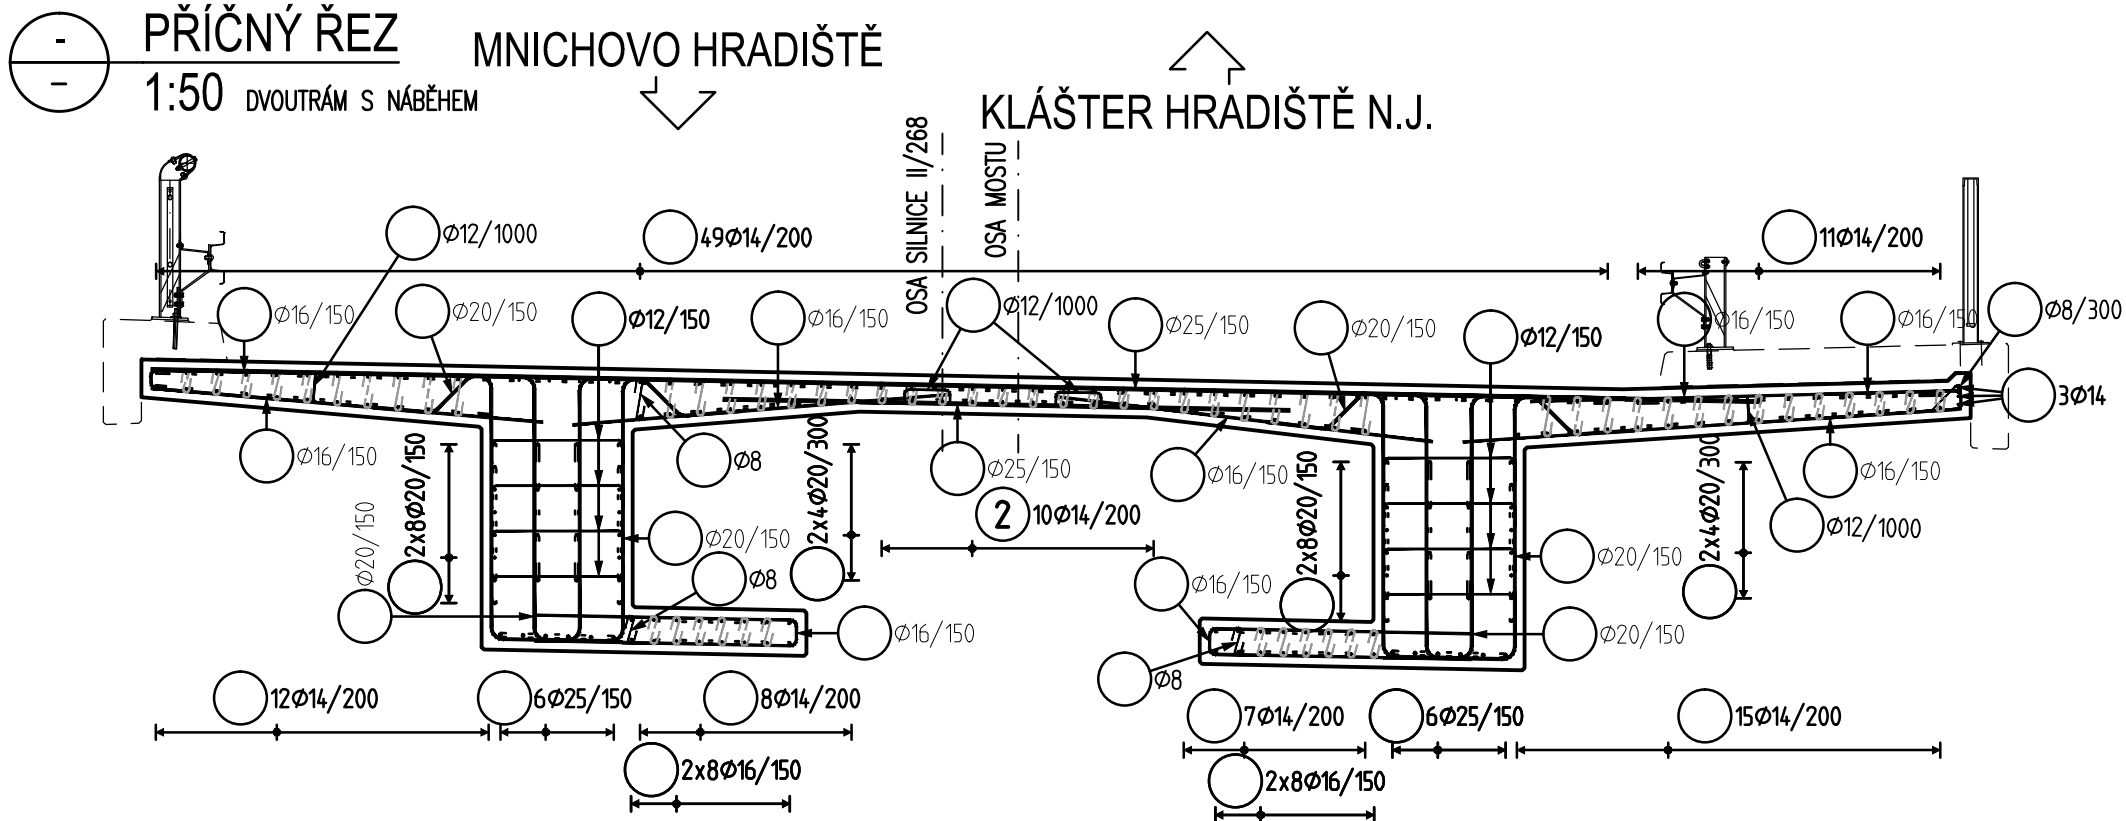 -
–
PŘÍČNÝ ŘEZ
1:50 DVOUTRÁM S NÁBĚHEM
MNICHOVO HRADIŠTĚ
KLÁŠTER HRADIŠTĚ N.J.
OSA SILNICE II/268
OSA MOSTU
Ø12/1000
49Ø14/200
11Ø14/200
Ø16/150
Ø20/150
Ø12/150
Ø16/150
Ø12/1000
Ø25/150
Ø20/150
Ø12/150
Ø16/150
Ø16/150
Ø8/300
3Ø14
Ø16/150
2x8Ø20/150
Ø8
2x4Ø20/300
Ø25/150
Ø16/150
2x8Ø20/150
2x4Ø20/300
Ø16/150
Ø12/1000
2 10Ø14/200
Ø20/150
Ø20/150
Ø8
Ø16/150
Ø20/150
Ø16/150
Ø20/150
Ø8
12Ø14/200
6Ø25/150
8Ø14/200
7Ø14/200
6Ø25/150
15Ø14/200
2x8Ø16/150
2x8Ø16/150